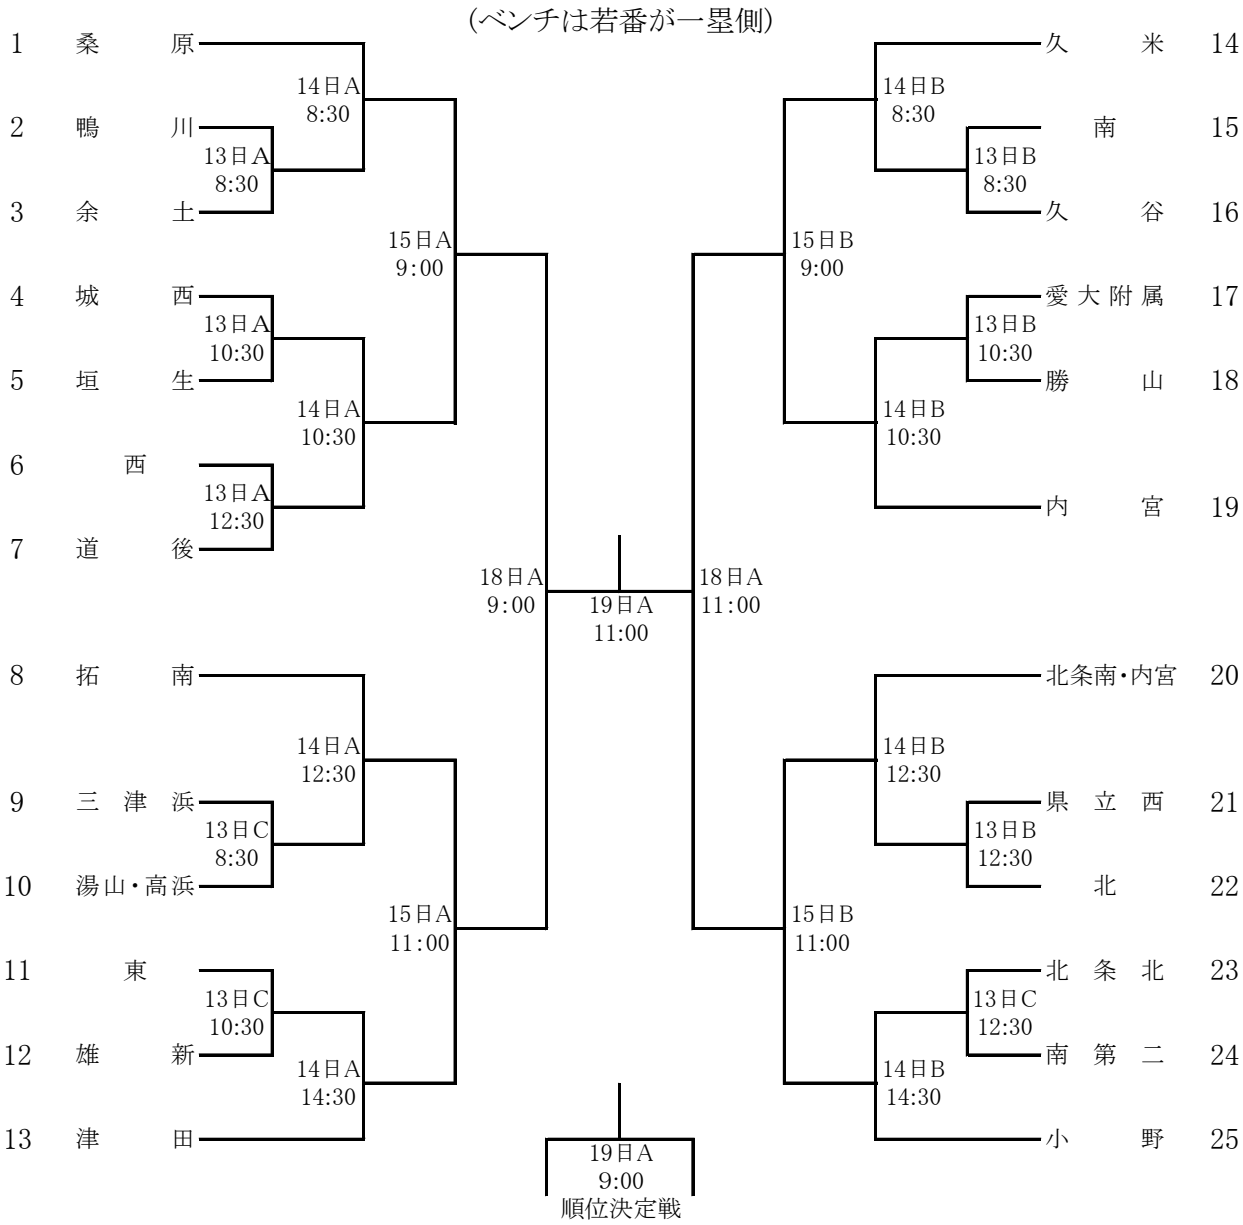 (ベンチは若番が一塁側)
1 桑原
久米 14
14日A
8:30
14日B
8:30
2 鴨川
南 15
13日A
8:30
13日B
8:30
3 余土
久谷 16
15日A
9:00
15日B
9:00
4 城西
愛大附属 17
13日A
10:30
13日B
10:30
5 垣生
勝山 18
14日A
10:30
14日B
10:30
6 西
13日A
12:30
内宮 19
7 道後
18日A
9:00
19日A
11:00
18日A
11:00
8 拓南
北条南・内宮 20
14日A
12:30
14日B
12:30
9 三津浜
県立西 21
13日C
8:30
13日B
12:30
10 湯山・高浜
北 22
15日A
11:00
15日B
11:00
11 東
北条北 23
13日C
10:30
13日C
12:30
12 雄新
南第二 24
14日A
14:30
14日B
14:30
13 津田
小野 25
19日A
9:00
順位決定戦